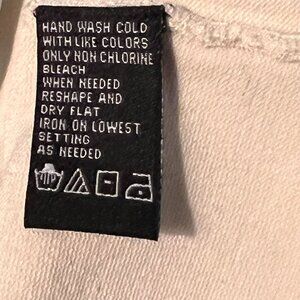 HAND WASH COLD
WITH LIKE COLORS
ONLY NON CHLORINE
BLEACH
WHEN NEEDED
RESHAPE AND
DRY FLAT
IRON ON LOWEST
SETTING
AS NEEDED